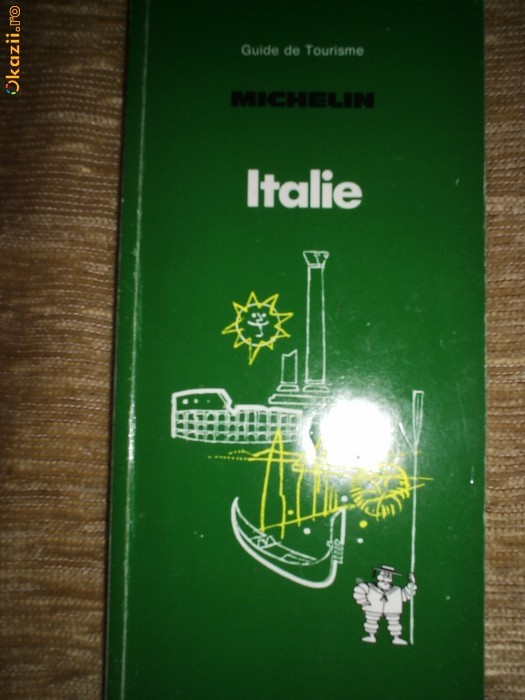 Okazii.ro
Guide de Tourisme
MICHELIN
Italie